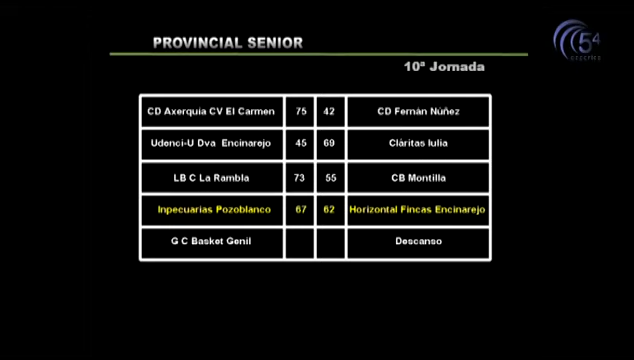 PROVINCIAL SENIOR
54
10ª Jornada
CD Axerquía CV El Carmen 75 42 CD Fernán Núñez
Udenci-U Dva Encinarejo 45 69 Cláritas Iulia
LB C La Rambla 73 55 CB Montilla
Inpecuarias Pozoblanco 67 62 Horizontal Fincas Encinarejo
G C Basket Genil Descanso